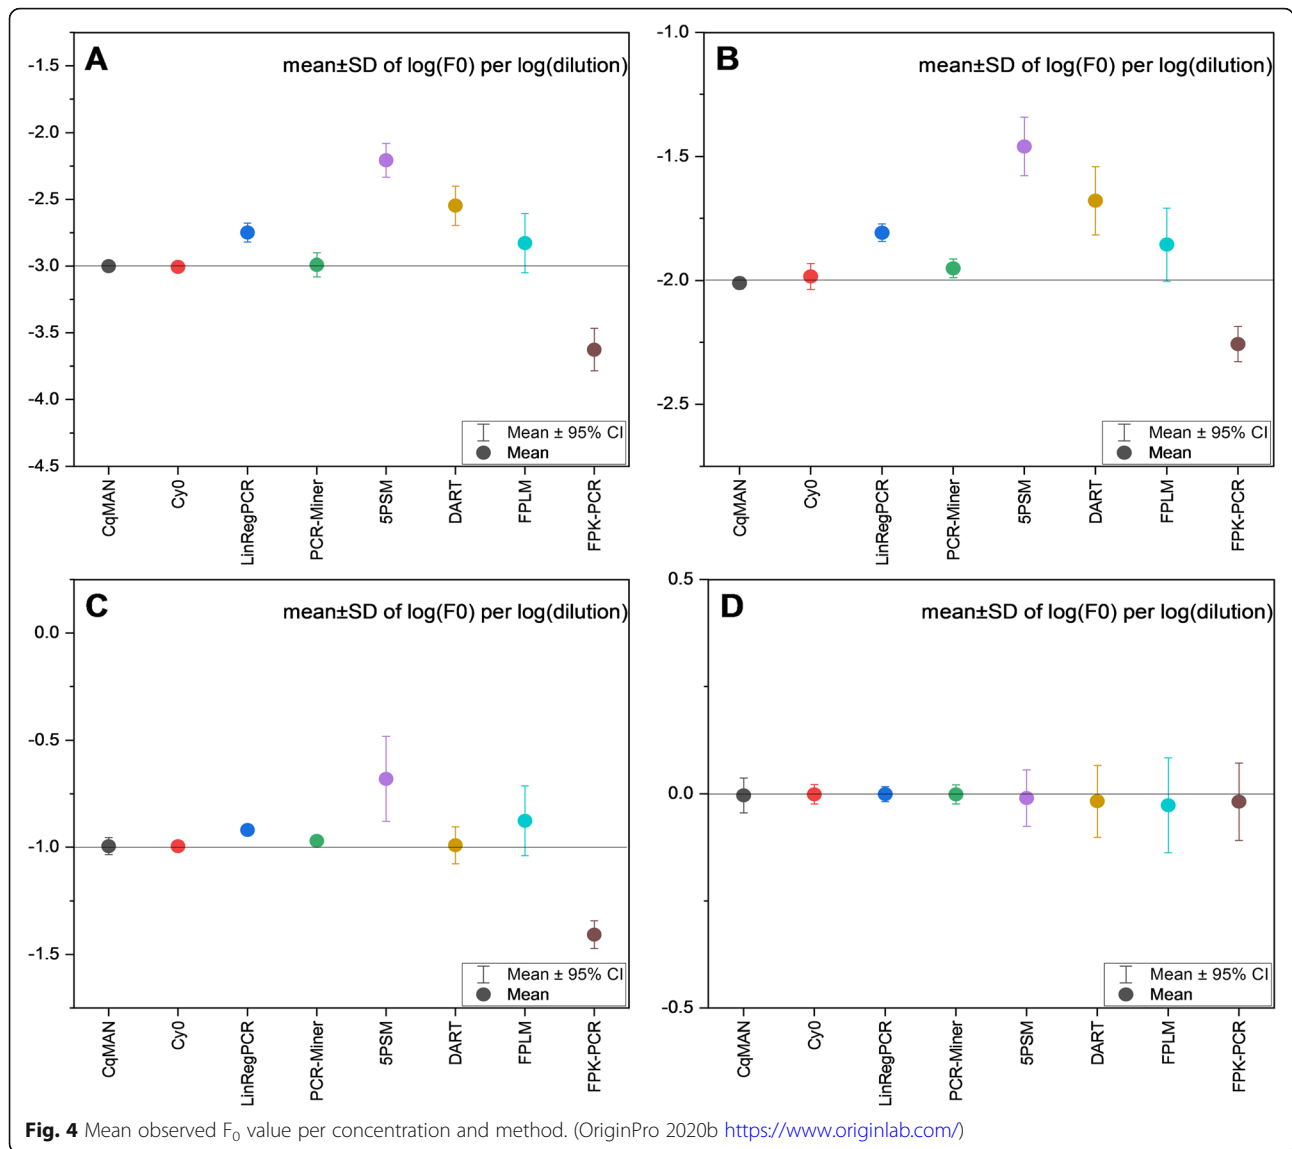 A
mean±SD of log(F0) per log(dilution)
-1.5
-2.0
-2.5
-3.0
-3.5
-4.0
-4.5
Mean ± 95% CI
Mean
CqMAN
Cy0
LinRegPCR
PCR-Miner
5PSM
DART
FPLM
FPK-PCR
B
mean±SD of log(F0) per log(dilution)
-1.0
-1.5
-2.0
-2.5
Mean ± 95% CI
Mean
CqMAN
Cy0
LinRegPCR
PCR-Miner
5PSM
DART
FPLM
FPK-PCR
C
mean±SD of log(F0) per log(dilution)
0.0
-0.5
-1.0
-1.5
Mean ± 95% CI
Mean
CqMAN
Cy0
LinRegPCR
PCR-Miner
5PSM
DART
FPLM
FPK-PCR
D
mean±SD of log(F0) per log(dilution)
0.5
0.0
-0.5
Mean ± 95% CI
Mean
CqMAN
Cy0
LinRegPCR
PCR-Miner
5PSM
DART
FPLM
FPK-PCR
Fig. 4 Mean observed F₀ value per concentration and method. (OriginPro 2020b https://www.originlab.com/)